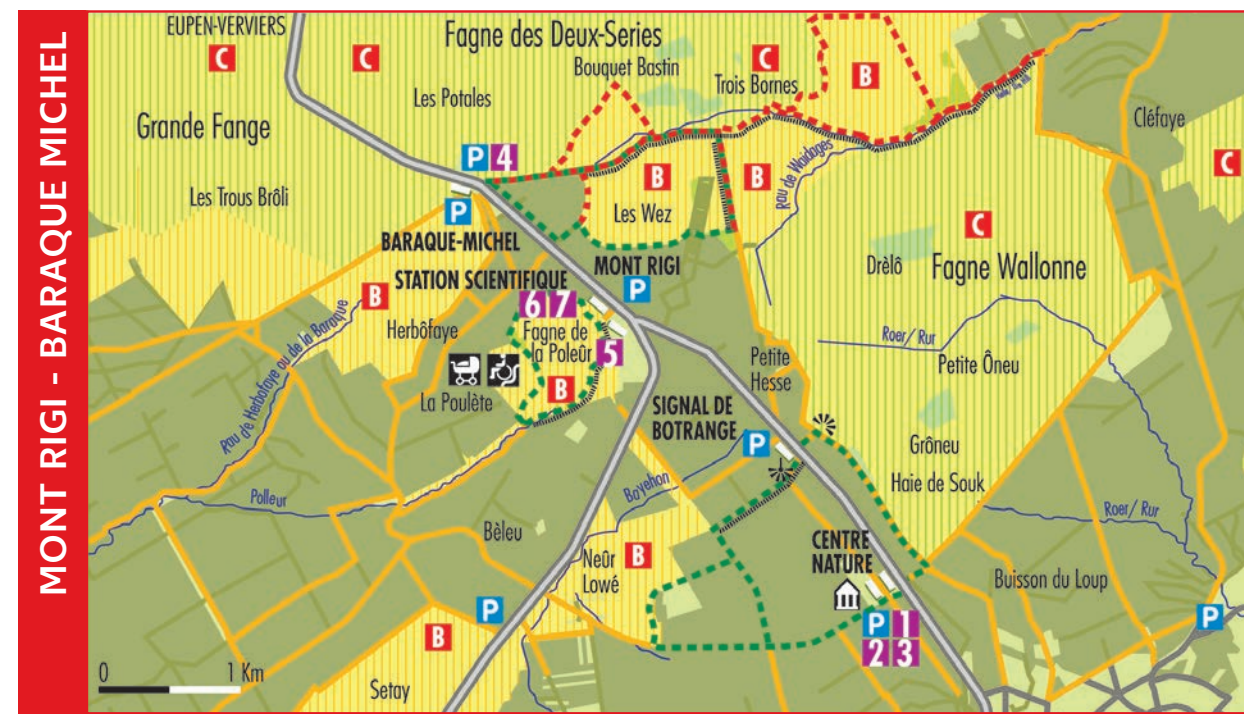 MONT RIGI - BARAQUE MICHEL
EUPEN-VERVIERS
Fagne des Deux-Series
C
C
Bouquet Bastin
C
Trois Bornes
B
Les Potales
Grande Fange
Cléfaye
C
P 4
Les Trous Brôli
B
B
Rau de Waidages
P
Les Wez
C
BARAQUE-MICHEL
MONT RIGI
Drèlô
Fagne Wallonne
STATION SCIENTIFIQUE
P
B
6 7
Herbôfaye
Fagne de
la Poleûr
5
Roer/ Rur
Petite
Hesse
Petite Ôneu
Rau de Herbofaye ou de la Baraque
La Poulète
B
SIGNAL DE
BOTRANGE
P
Grôneu
Haie de Souk
Polleur
Bayehon
Roer/ Rur
Bèleu
CENTRE
NATURE
Neûr
Lowé
B
Buisson du Loup
P
P
P 1
2 3
B
0
1 Km
Setay